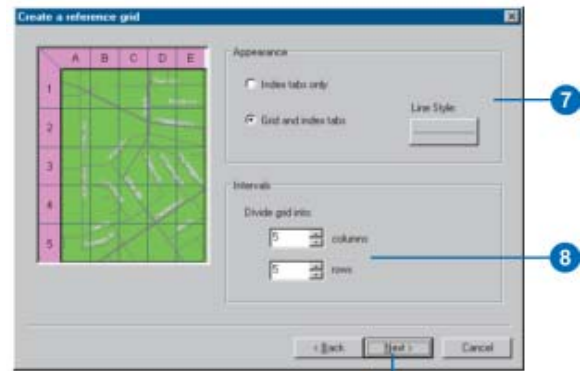 Create a reference grid
A B C D E
1
2
3
4
5
Appearance
Index tabs only
Grid and index tabs
Line Style:
7
Intervals
Divide grid into:
5 columns
5 rows
8
< Back Next > Cancel